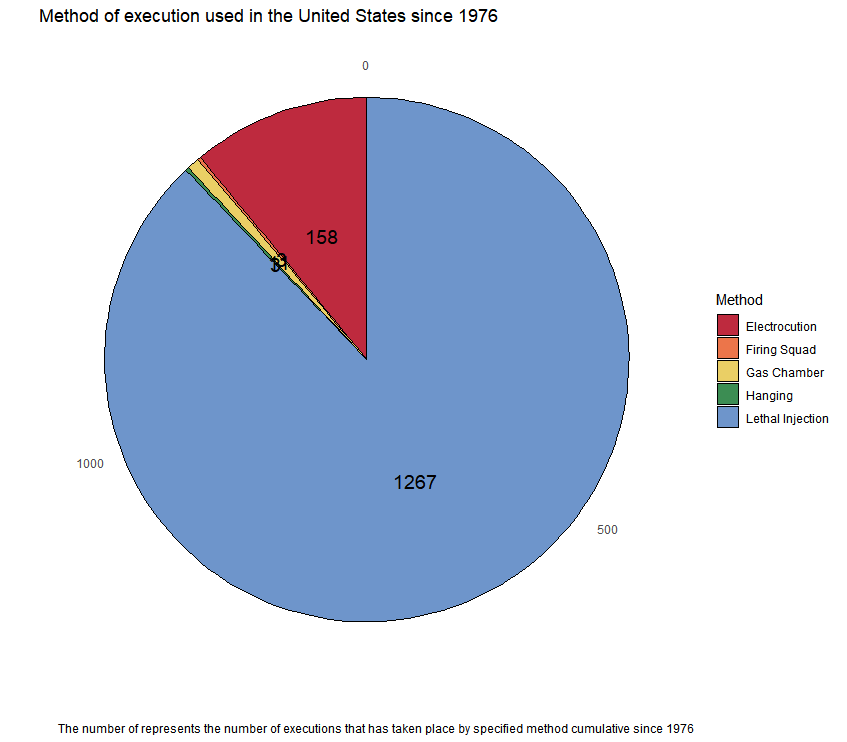 Method of execution used in the United States since 1976
0
158
1267
1000
500
Method
Electrocution
Firing Squad
Gas Chamber
Hanging
Lethal Injection
The number of represents the number of executions that has taken place by specified method cumulative since 1976